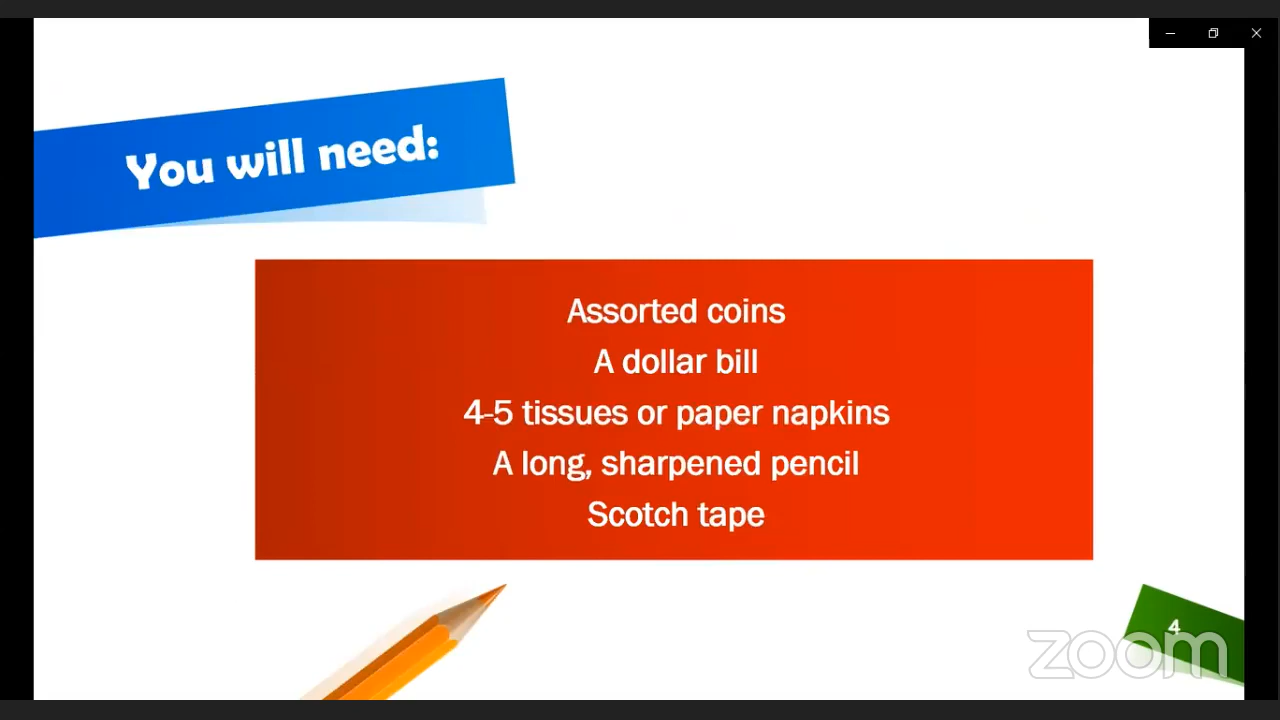 You will need:
Assorted coins
A dollar bill
4-5 tissues or paper napkins
A long, sharpened pencil
Scotch tape
4
zoom